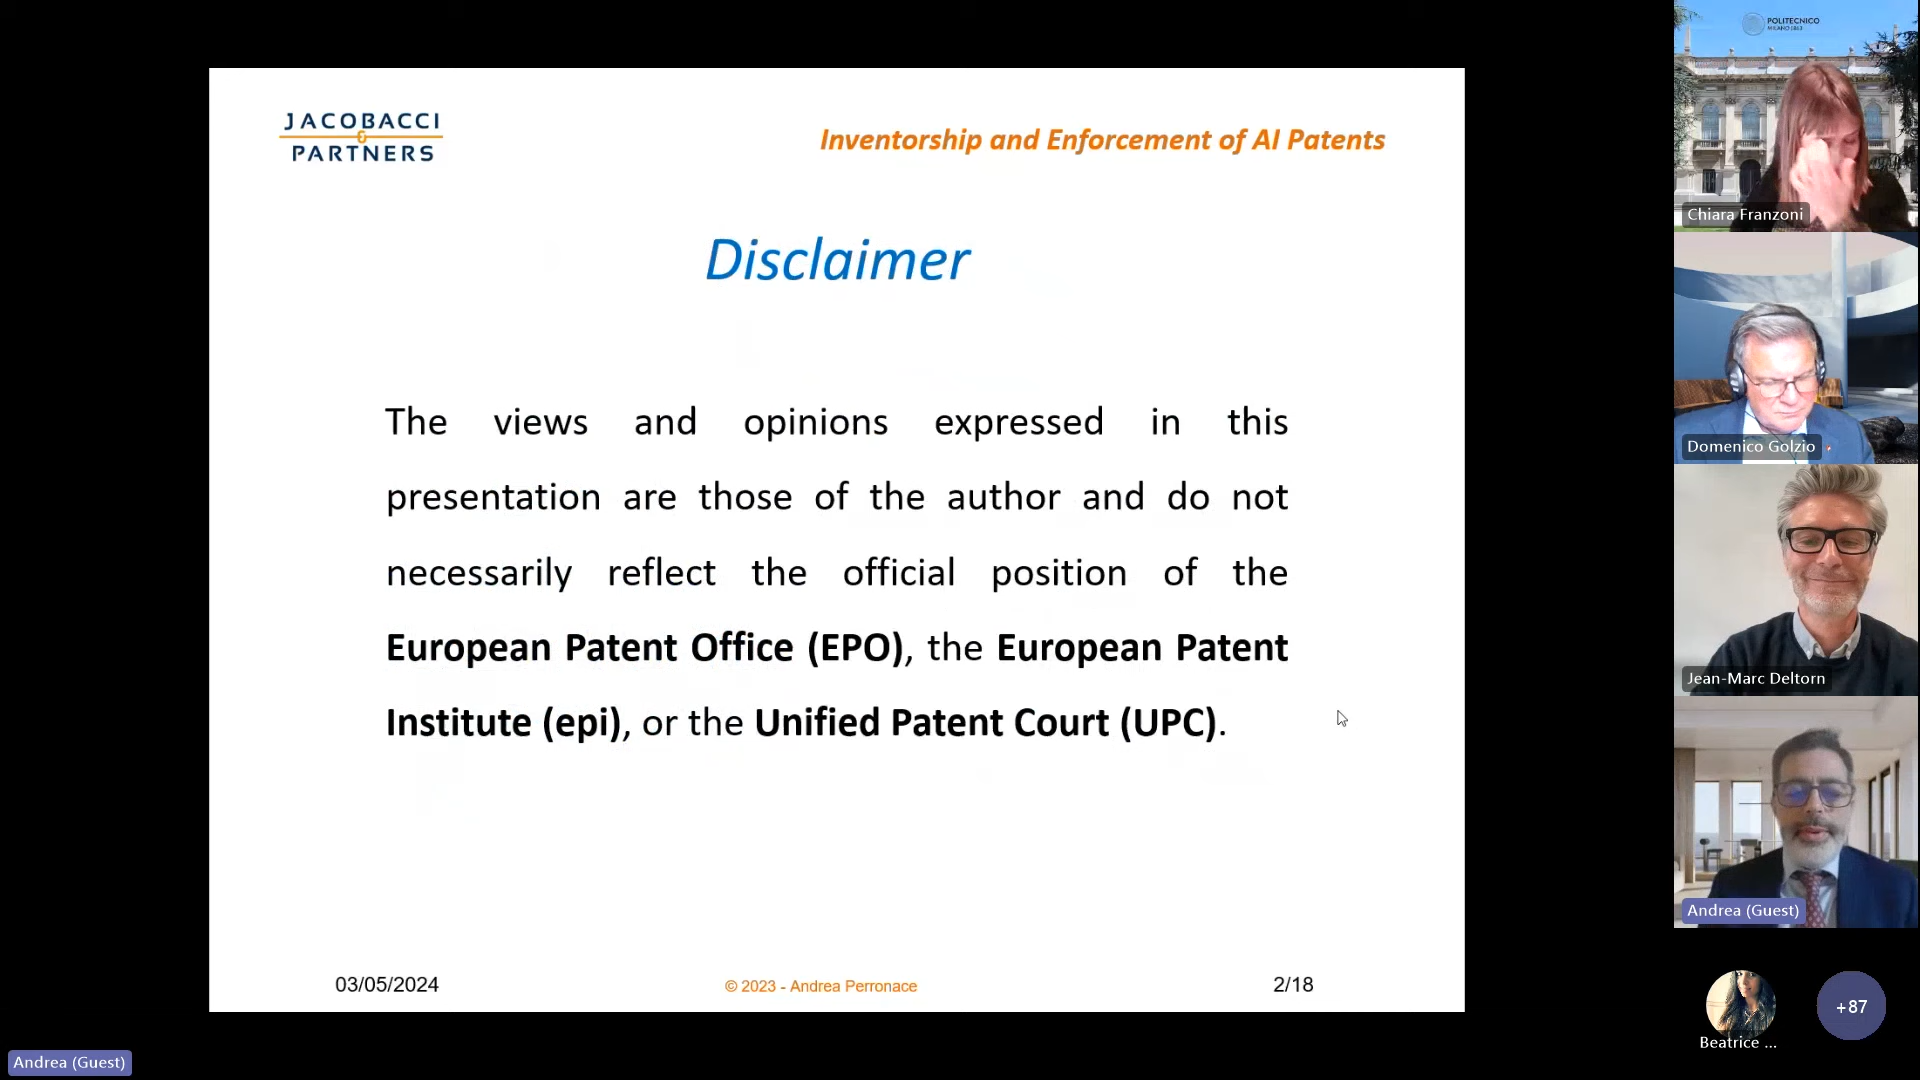 JACOBACCI
&
PARTNERS
Inventorship and Enforcement of AI Patents
Disclaimer
The views and opinions expressed in this
presentation are those of the author and do not
necessarily reflect the official position of the
European Patent Office (EPO), the European Patent
Institute (epi), or the Unified Patent Court (UPC).
03/05/2024
© 2023 - Andrea Perronace
2/18
POLITECNICO
MILANO 1863
Chiara Franzoni
Domenico Golzio
Jean-Marc Deltorn
Andrea (Guest)
Beatrice ...
+87
Andrea (Guest)